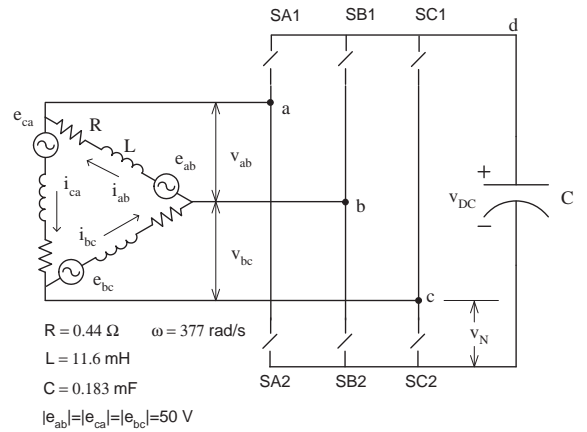 SA1 SB1 SC1
d
e_ca
R
L
e_ab
a
i_ca
i_ab
v_ab
b
+
v_DC
−
C
i_bc
e_bc
v_bc
c
v_N
R = 0.44 Ω ω = 377 rad/s
L = 11.6 mH
C = 0.183 mF
|e_ab|=|e_ca|=|e_bc|=50 V
SA2 SB2 SC2